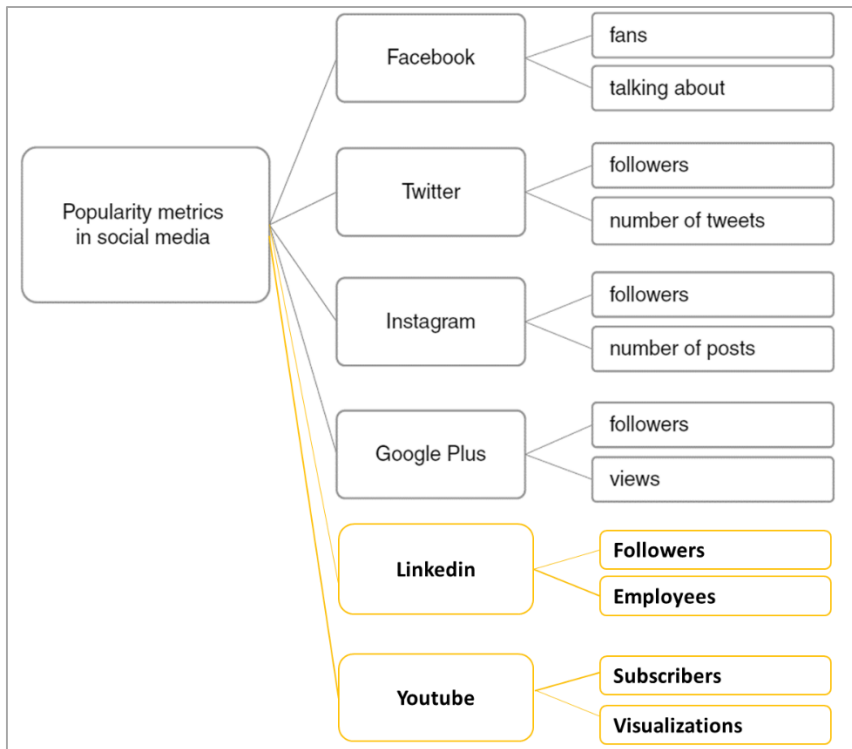 Popularity metrics
in social media
Facebook
fans
talking about
Twitter
followers
number of tweets
Instagram
followers
number of posts
Google Plus
followers
views
Linkedin
Followers
Employees
Youtube
Subscribers
Visualizations